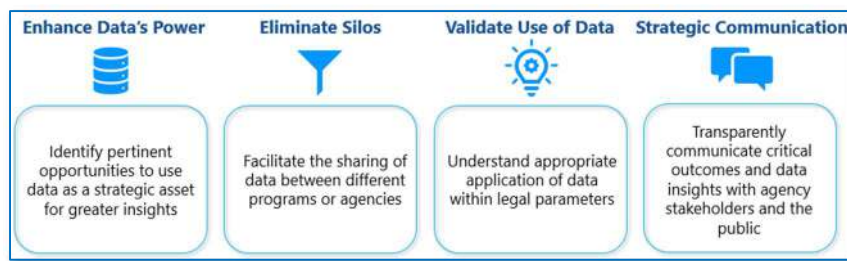 Enhance Data's Power
Eliminate Silos
Validate Use of Data
Strategic Communication
Identify pertinent
opportunities to use
data as a strategic asset
for greater insights
Facilitate the sharing of
data between different
programs or agencies
Understand appropriate
application of data
within legal parameters
Transparently
communicate critical
outcomes and data
insights with agency
stakeholders and the
public